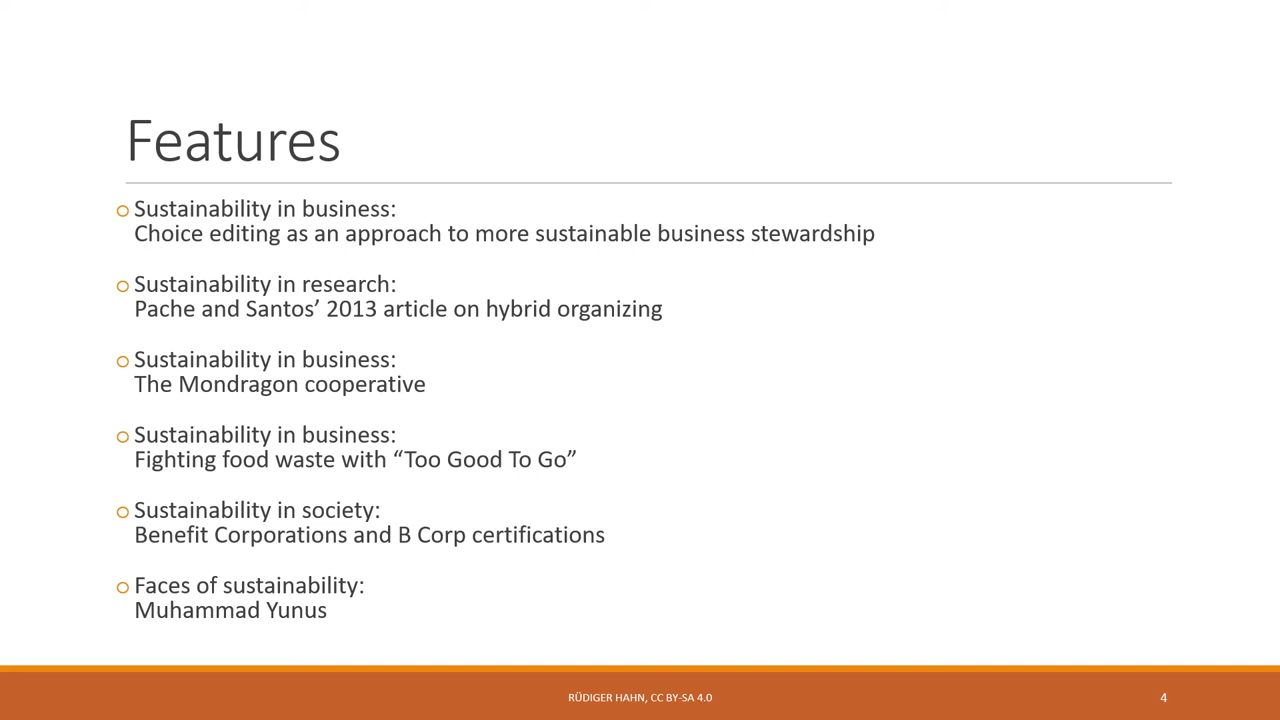 Features
Sustainability in business:
Choice editing as an approach to more sustainable business stewardship
Sustainability in research:
Pache and Santos’ 2013 article on hybrid organizing
Sustainability in business:
The Mondragon cooperative
Sustainability in business:
Fighting food waste with “Too Good To Go”
Sustainability in society:
Benefit Corporations and B Corp certifications
Faces of sustainability:
Muhammad Yunus
RÜDIGER HAHN, CC BY-SA 4.0
4